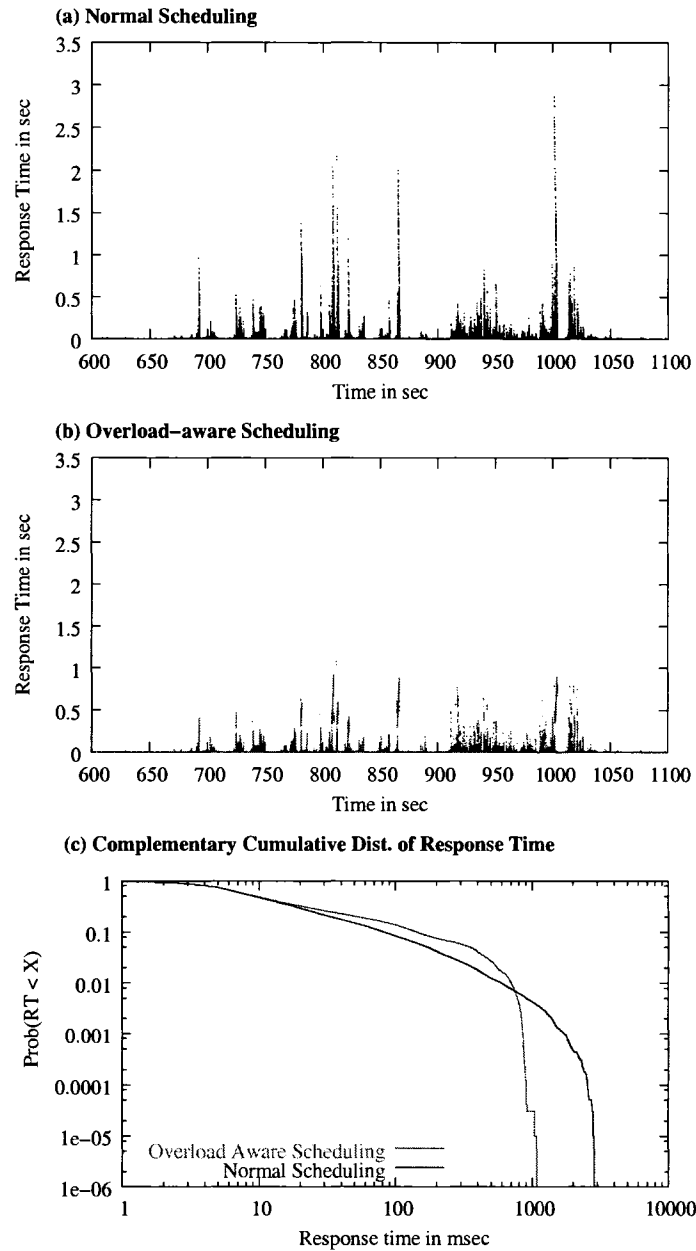 (a) Normal Scheduling
3.5
3
2.5
2
1.5
1
0.5
0
Response Time in sec
600 650 700 750 800 850 900 950 1000 1050 1100
Time in sec
(b) Overload-aware Scheduling
3.5
3
2.5
2
1.5
1
0.5
0
Response Time in sec
600 650 700 750 800 850 900 950 1000 1050 1100
Time in sec
(c) Complementary Cumulative Dist. of Response Time
1
0.1
0.01
0.001
0.0001
1e-05
1e-06
Prob(RT < X)
Overload Aware Scheduling
Normal Scheduling
1 10 100 1000 10000
Response time in msec